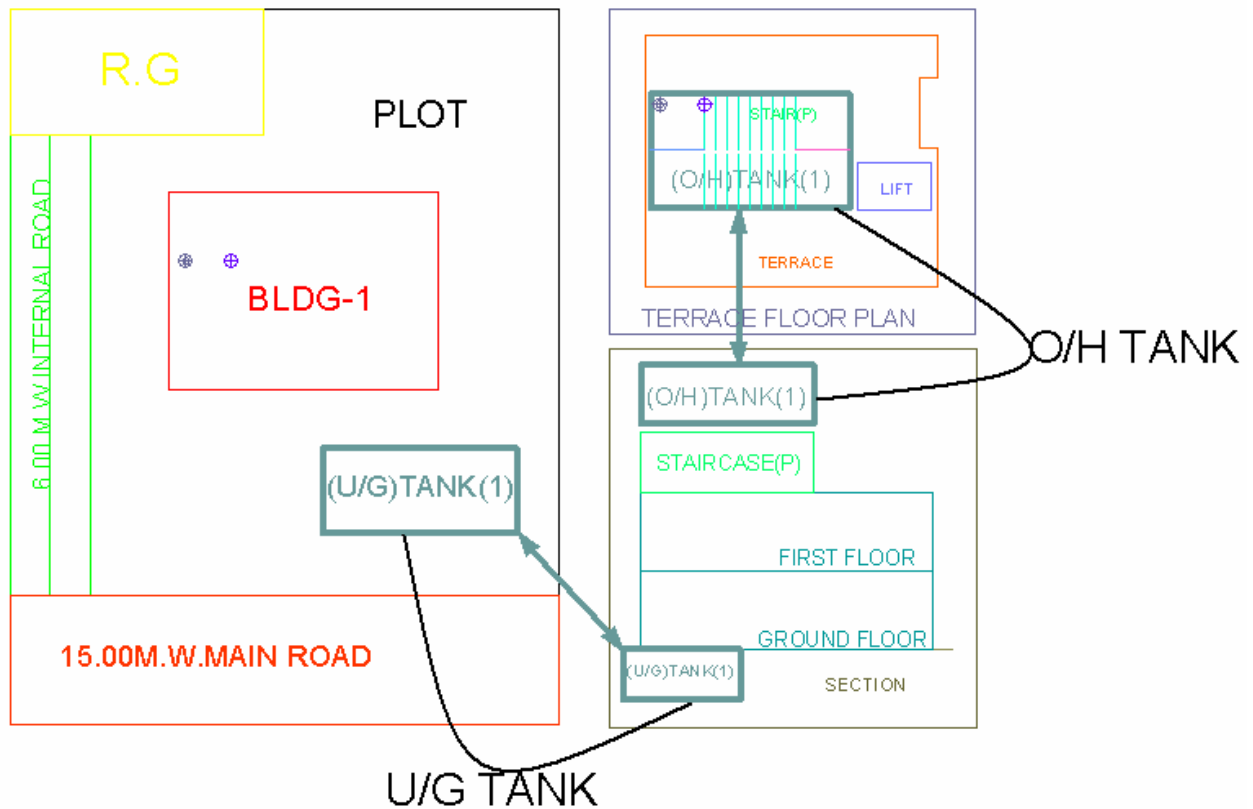 R.G
PLOT
6.00 M.W.INTERNAL ROAD
BLDG-1
(U/G)TANK(1)
15.00M.W.MAIN ROAD
STAIR(P)
(O/H)TANK(1)
LIFT
TERRACE
TERRACE FLOOR PLAN
O/H TANK
(O/H)TANK(1)
STAIRCASE(P)
FIRST FLOOR
GROUND FLOOR
(U/G)TANK(1)
SECTION
U/G TANK